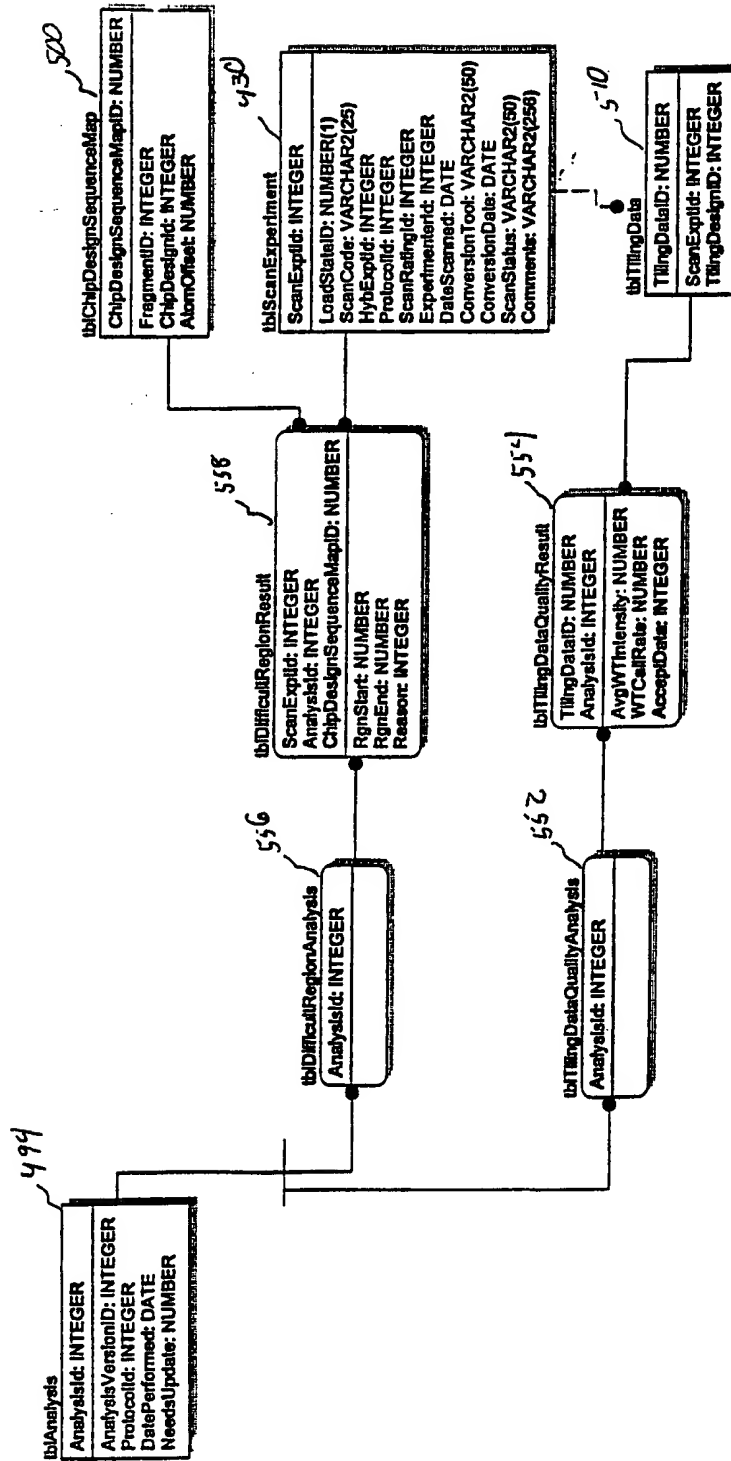 494
tblAnalysis
AnalysisId: INTEGER
AnalysisVersionID: INTEGER
ProtocolId: INTEGER
DatePerformed: DATE
NeedsUpdate: NUMBER
556
tblDifficultRegionAnalysis
AnalysisId: INTEGER
552
tblTilingDataQualityAnalysis
AnalysisId: INTEGER
558
tblDifficultRegionResult
ScanExptId: INTEGER
AnalysisId: INTEGER
ChipDesignSequenceMapID: NUMBER
RgnStart: NUMBER
RgnEnd: NUMBER
Reason: INTEGER
554
tblTilingDataQualityResult
TilingDataID: NUMBER
AnalysisId: INTEGER
AvgWTIntensity: NUMBER
WTCallRate: NUMBER
AcceptData: INTEGER
500
tblChipDesignSequenceMap
ChipDesignSequenceMapID: NUMBER
FragmentID: INTEGER
ChipDesignId: INTEGER
AtomOffset: NUMBER
430
tblScanExperiment
ScanExptId: INTEGER
LoadStateID: NUMBER(1)
ScanCode: VARCHAR2(25)
HybExptId: INTEGER
ProtocolId: INTEGER
ScanRatingId: INTEGER
ExperimenterId: INTEGER
DateScanned: DATE
ConversionTool: VARCHAR2(50)
ConversionDate: DATE
ScanStatus: VARCHAR2(50)
Comments: VARCHAR2(256)
510
tblTilingData
TilingDataID: NUMBER
ScanExptId: INTEGER
TilingDesignID: INTEGER